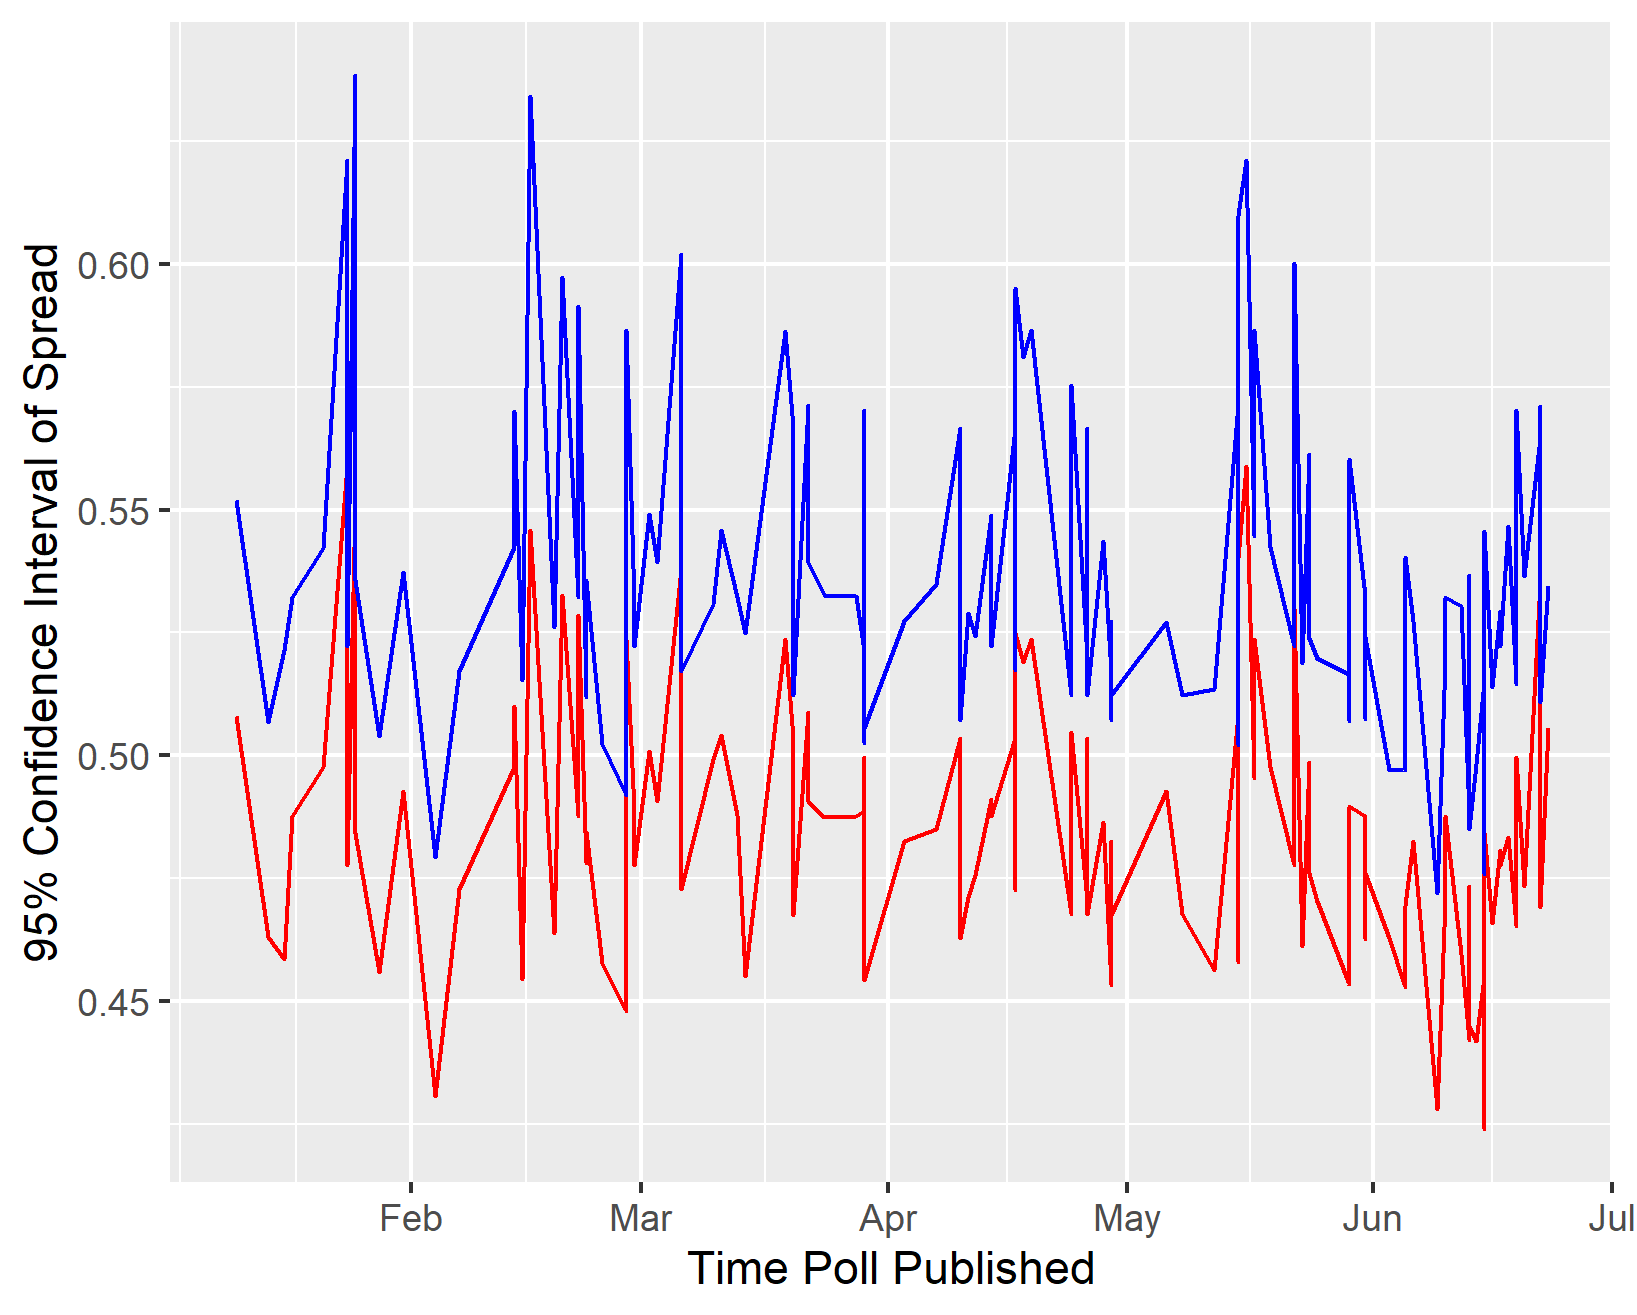 95% Confidence Interval of Spread
0.60
0.55
0.50
0.45
Feb Mar Apr May Jun Jul
Time Poll Published